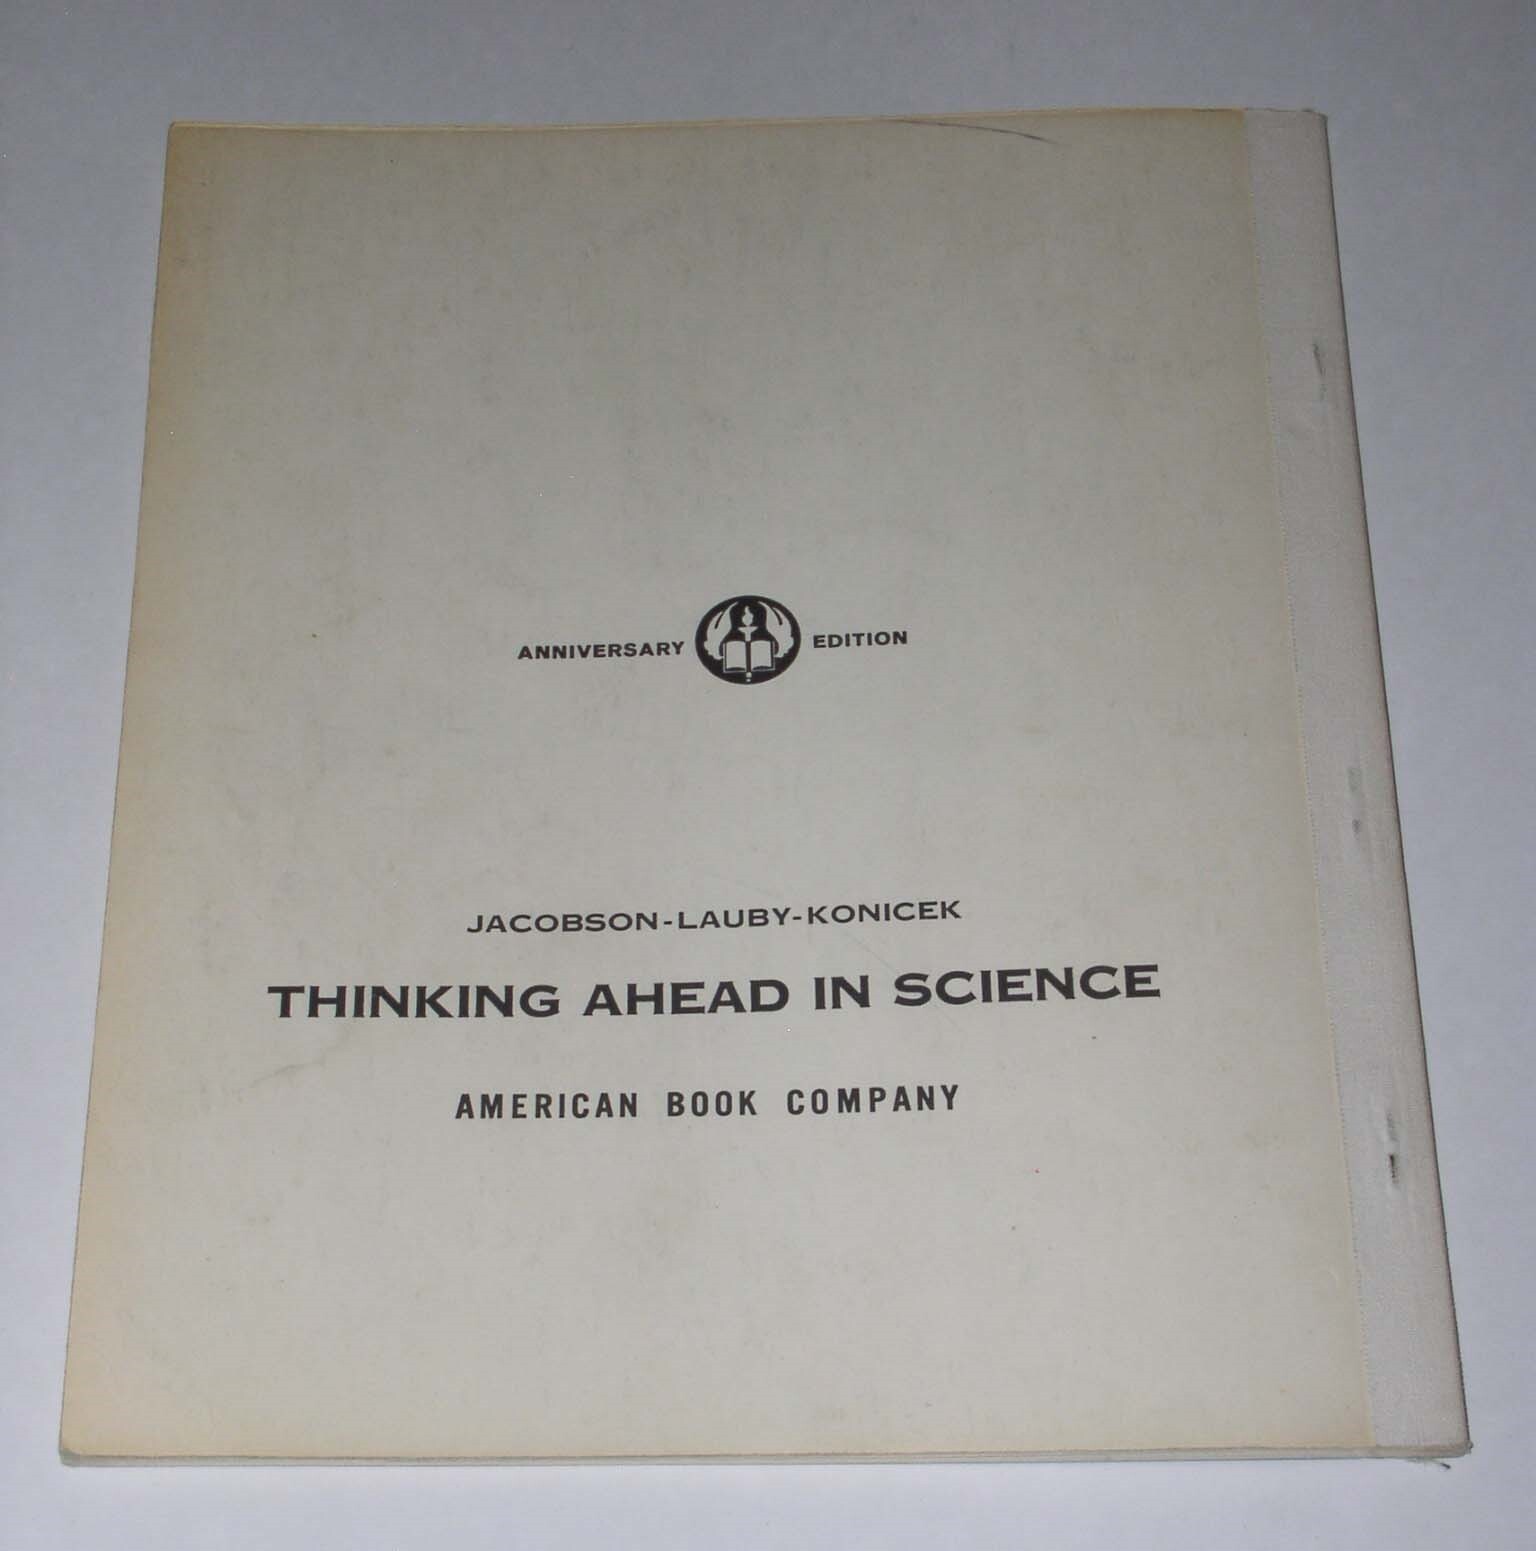 ANNIVERSARY EDITION
JACOBSON-LAUBY-KONICEK
THINKING AHEAD IN SCIENCE
AMERICAN BOOK COMPANY